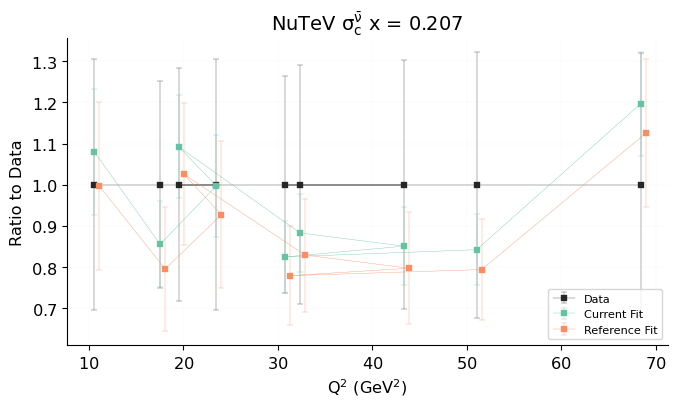 NuTeV σ_c^ν̄ x = 0.207
Ratio to Data
1.3
1.2
1.1
1.0
0.9
0.8
0.7
10 20 30 40 50 60 70
Q² (GeV²)
Data
Current Fit
Reference Fit